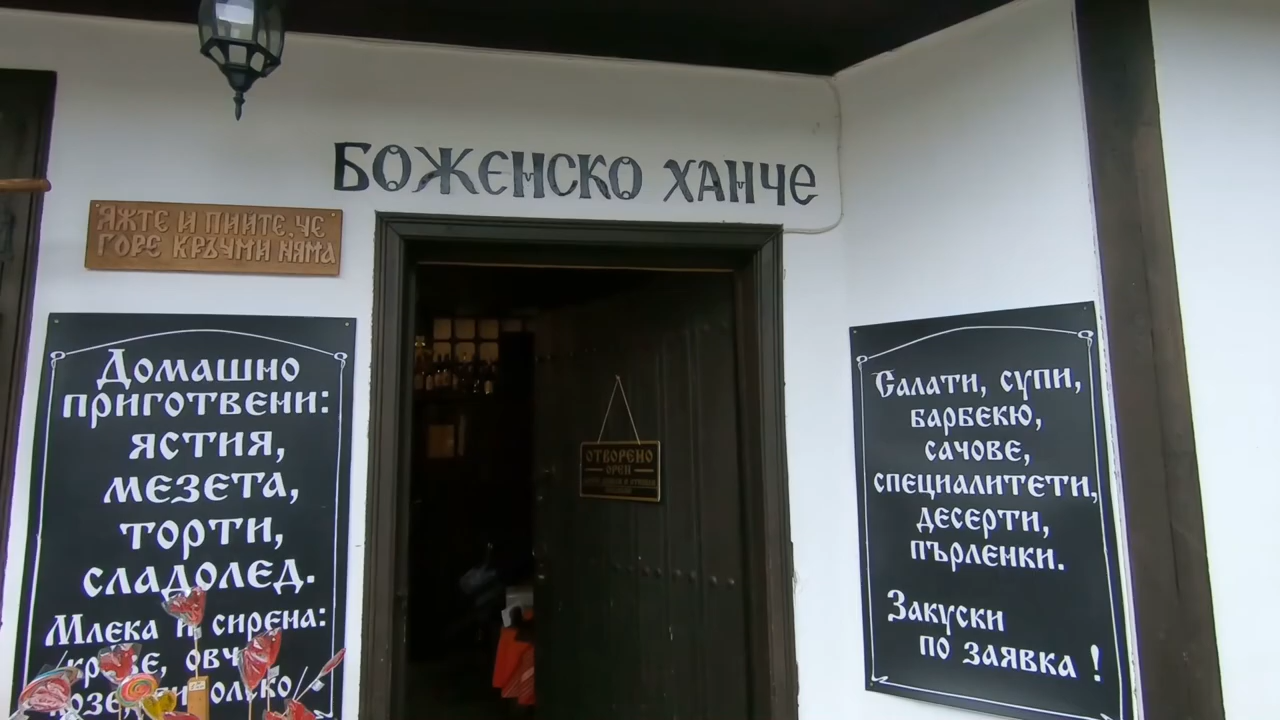 БОЖЕНСКО ХАНЧЕ
ЯЖТЕ И ПИЙТЕ, ЧЕ
ГОРЕ КРЪЧМИ НЯМА
Домашно
приготвени:
ястия,
мезета,
торти,
сладолед.
Млека и сирена:
овч
ОТВОРЕНО
OPEN
Салати, супи,
барбекю,
сачове,
специалитети,
десерти,
пърленки.
Закуски
по заявка !